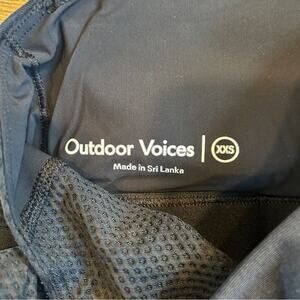 Outdoor Voices | XXS
Made in Sri Lanka